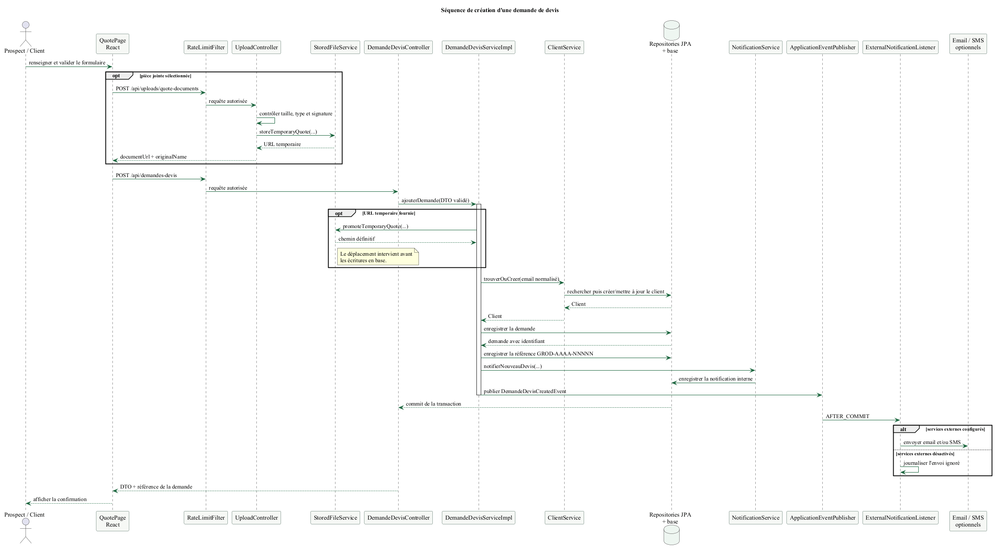 Séquence de création d'une demande de devis
Prospect / Client
QuotePage
React
RateLimitFilter
UploadController
StoredFileService
DemandeDevisController
DemandeDevisServiceImpl
ClientService
Repositories JPA
+ base
NotificationService
ApplicationEventPublisher
ExternalNotificationListener
Email / SMS
optionnels
renseigner et valider le formulaire
opt [pièce jointe sélectionnée]
POST /api/uploads/quote-documents
requête autorisée
contrôler taille, type et signature
storeTemporaryQuote(...)
URL temporaire
documentUrl + originalName
POST /api/demandes-devis
requête autorisée
ajouterDemande(DTO validé)
opt [URL temporaire fournie]
promoteTemporaryQuote(...)
chemin définitif
Le déplacement intervient avant
les écritures en base.
trouverOuCreer(email normalisé)
rechercher puis créer/mettre à jour le client
Client
Client
enregistrer la demande
demande avec identifiant
enregistrer la référence GROD-AAAA-NNNNN
notifierNouveauDevis(...)
enregistrer la notification interne
publier DemandeDevisCreatedEvent
commit de la transaction
AFTER_COMMIT
alt [services externes configurés]
envoyer email et/ou SMS
[services externes désactivés]
journaliser l'envoi ignoré
DTO + référence de la demande
afficher la confirmation
Prospect / Client
QuotePage
React
RateLimitFilter
UploadController
StoredFileService
DemandeDevisController
DemandeDevisServiceImpl
ClientService
Repositories JPA
+ base
NotificationService
ApplicationEventPublisher
ExternalNotificationListener
Email / SMS
optionnels